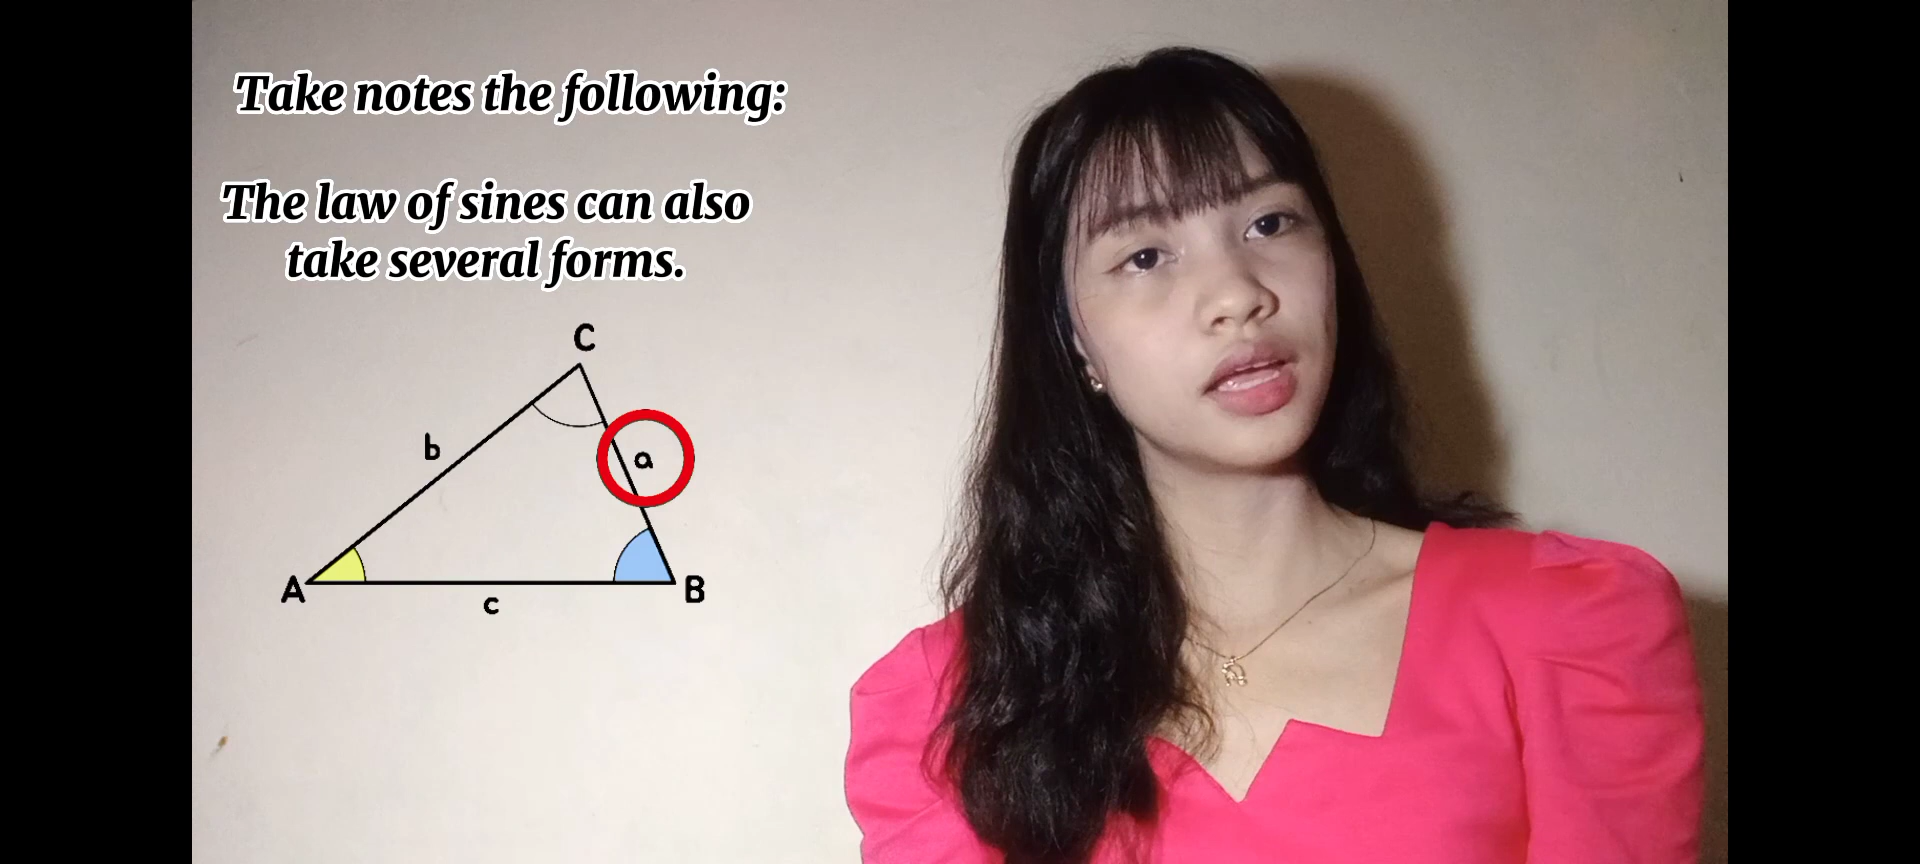 Take notes the following:
The law of sines can also
take several forms.
C
b
a
A
B
c